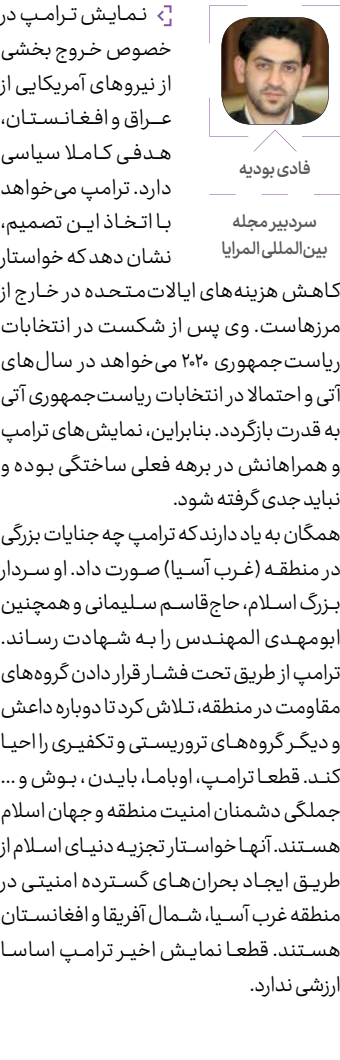 فادی بودیه
سردبیر مجله
بین‌المللی المرایا
نمایش ترامپ در
خصوص خروج بخشی
از نیروهای آمریکایی از
عراق و افغانستان،
هدفی کاملا سیاسی
دارد. ترامپ می‌خواهد
با اتخاذ این تصمیم،
نشان دهد که خواستار
کاهش هزینه‌های ایالات‌متحده در خارج از
مرزهاست. وی پس از شکست در انتخابات
ریاست‌جمهوری ۲۰۲۰ می‌خواهد در سال‌های
آتی و احتمالا در انتخابات ریاست‌جمهوری آتی
به قدرت بازگردد. بنابراین، نمایش‌های ترامپ
و همراهانش در برهه فعلی ساختگی بوده و
نباید جدی گرفته شود.
همگان به یاد دارند که ترامپ چه جنایات بزرگی
در منطقه (غرب آسیا) صورت داد. او سردار
بزرگ اسلام، حاج‌قاسم سلیمانی و همچنین
ابومهدی المهندس را به شهادت رساند.
ترامپ از طریق تحت فشار قرار دادن گروه‌های
مقاومت در منطقه، تلاش کرد تا دوباره داعش
و دیگر گروه‌های تروریستی و تکفیری را احیا
کند. قطعا ترامپ، اوباما، بایدن ، بوش و ...
جملگی دشمنان امنیت منطقه و جهان اسلام
هستند. آنها خواستار تجزیه دنیای اسلام از
طریق ایجاد بحران‌های گسترده امنیتی در
منطقه غرب آسیا، شمال آفریقا و افغانستان
هستند. قطعا نمایش اخیر ترامپ اساسا
ارزشی ندارد.